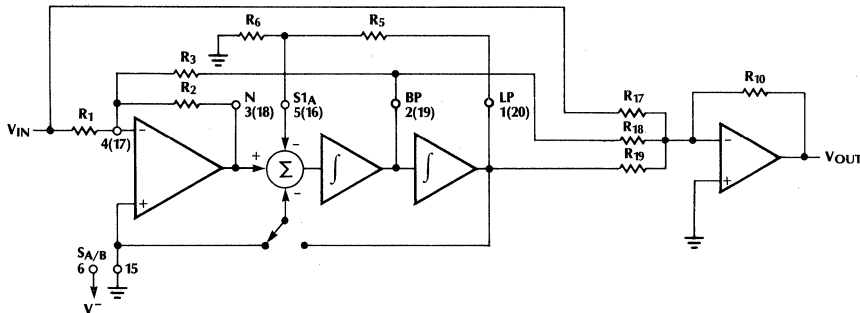 R6
R5
R3
R2
R1
N
3(18)
S1A
5(16)
BP
2(19)
LP
1(20)
R10
R17
R18
R19
VIN
4(17)
−
+
+
−
Σ
−
∫
∫
−
+
VOUT
SA/B
6
15
V−